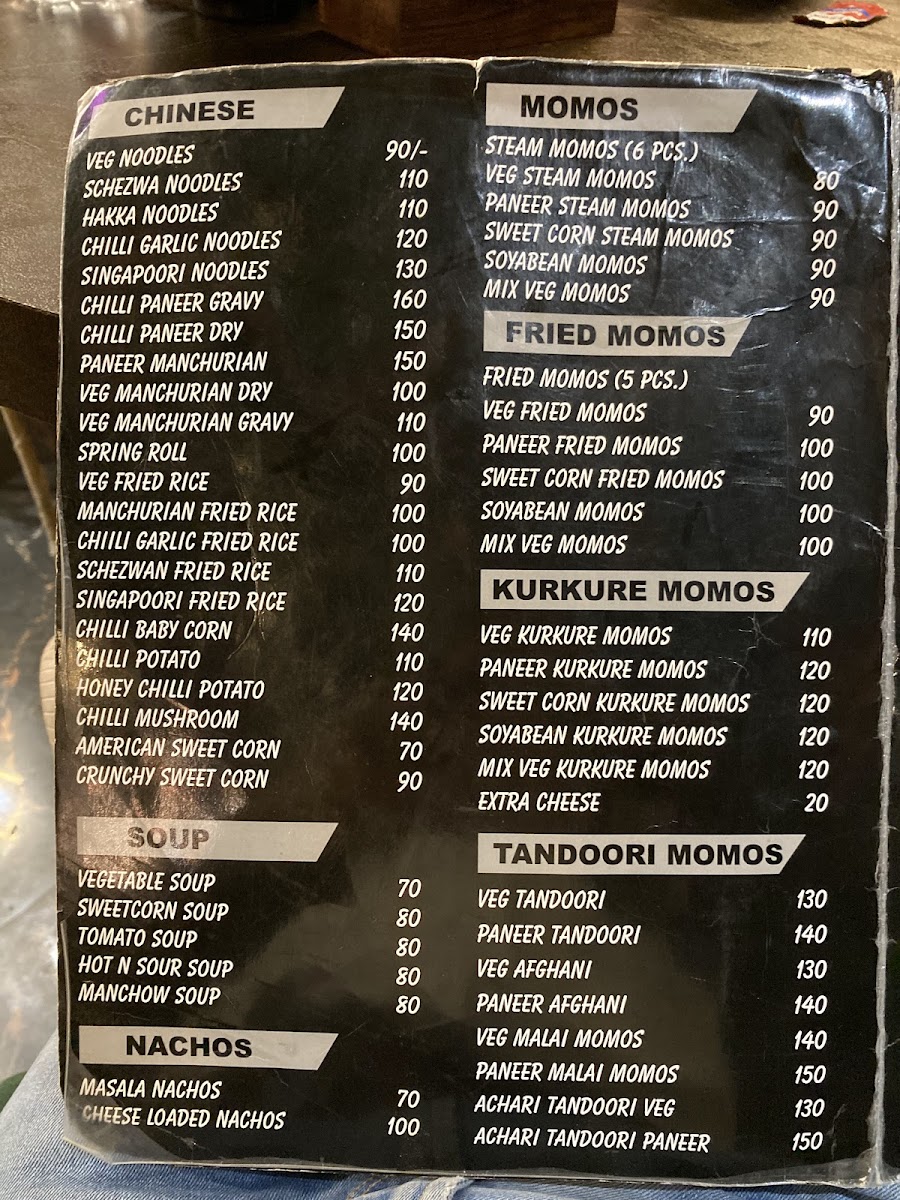 CHINESE
VEG NOODLES 90/-
SCHEZWA NOODLES 110
HAKKA NOODLES 110
CHILLI GARLIC NOODLES 120
SINGAPOORI NOODLES 130
CHILLI PANEER GRAVY 160
CHILLI PANEER DRY 150
PANEER MANCHURIAN 150
VEG MANCHURIAN DRY 100
VEG MANCHURIAN GRAVY 110
SPRING ROLL 100
VEG FRIED RICE 90
MANCHURIAN FRIED RICE 100
CHIILI GARLIC FRIED RICE 100
SCHEZWAN FRIED RICE 110
SINGAPOORI FRIED RICE 120
CHILLI BABY CORN 140
CHILLI POTATO 110
HONEY CHILLI POTATO 120
CHILLI MUSHROOM 140
AMERICAN SWEET CORN 70
CRUNCHY SWEET CORN 90
SOUP
VEGETABLE SOUP 70
SWEETCORN SOUP 80
TOMATO SOUP 80
HOT N SOUR SOUP 80
MANCHOW SOUP 80
NACHOS
MASALA NACHOS 70
CHEESE LOADED NACHOS 100
MOMOS
STEAM MOMOS (6 PCS.)
VEG STEAM MOMOS 80
PANEER STEAM MOMOS 90
SWEET CORN STEAM MOMOS 90
SOYABEAN MOMOS 90
MIX VEG MOMOS 90
FRIED MOMOS
FRIED MOMOS (5 PCS.)
VEG FRIED MOMOS 90
PANEER FRIED MOMOS 100
SWEET CORN FRIED MOMOS 100
SOYABEAN MOMOS 100
MIX VEG MOMOS 100
KURKURE MOMOS
VEG KURKURE MOMOS 110
PANEER KURKURE MOMOS 120
SWEET CORN KURKURE MOMOS 120
SOYABEAN KURKURE MOMOS 120
MIX VEG KURKURE MOMOS 120
EXTRA CHEESE 20
TANDOORI MOMOS
VEG TANDOORI 130
PANEER TANDOORI 140
VEG AFGHANI 130
PANEER AFGHANI 140
VEG MALAI MOMOS 140
PANEER MALAI MOMOS 150
ACHARI TANDOORI VEG 130
ACHARI TANDOORI PANEER 150